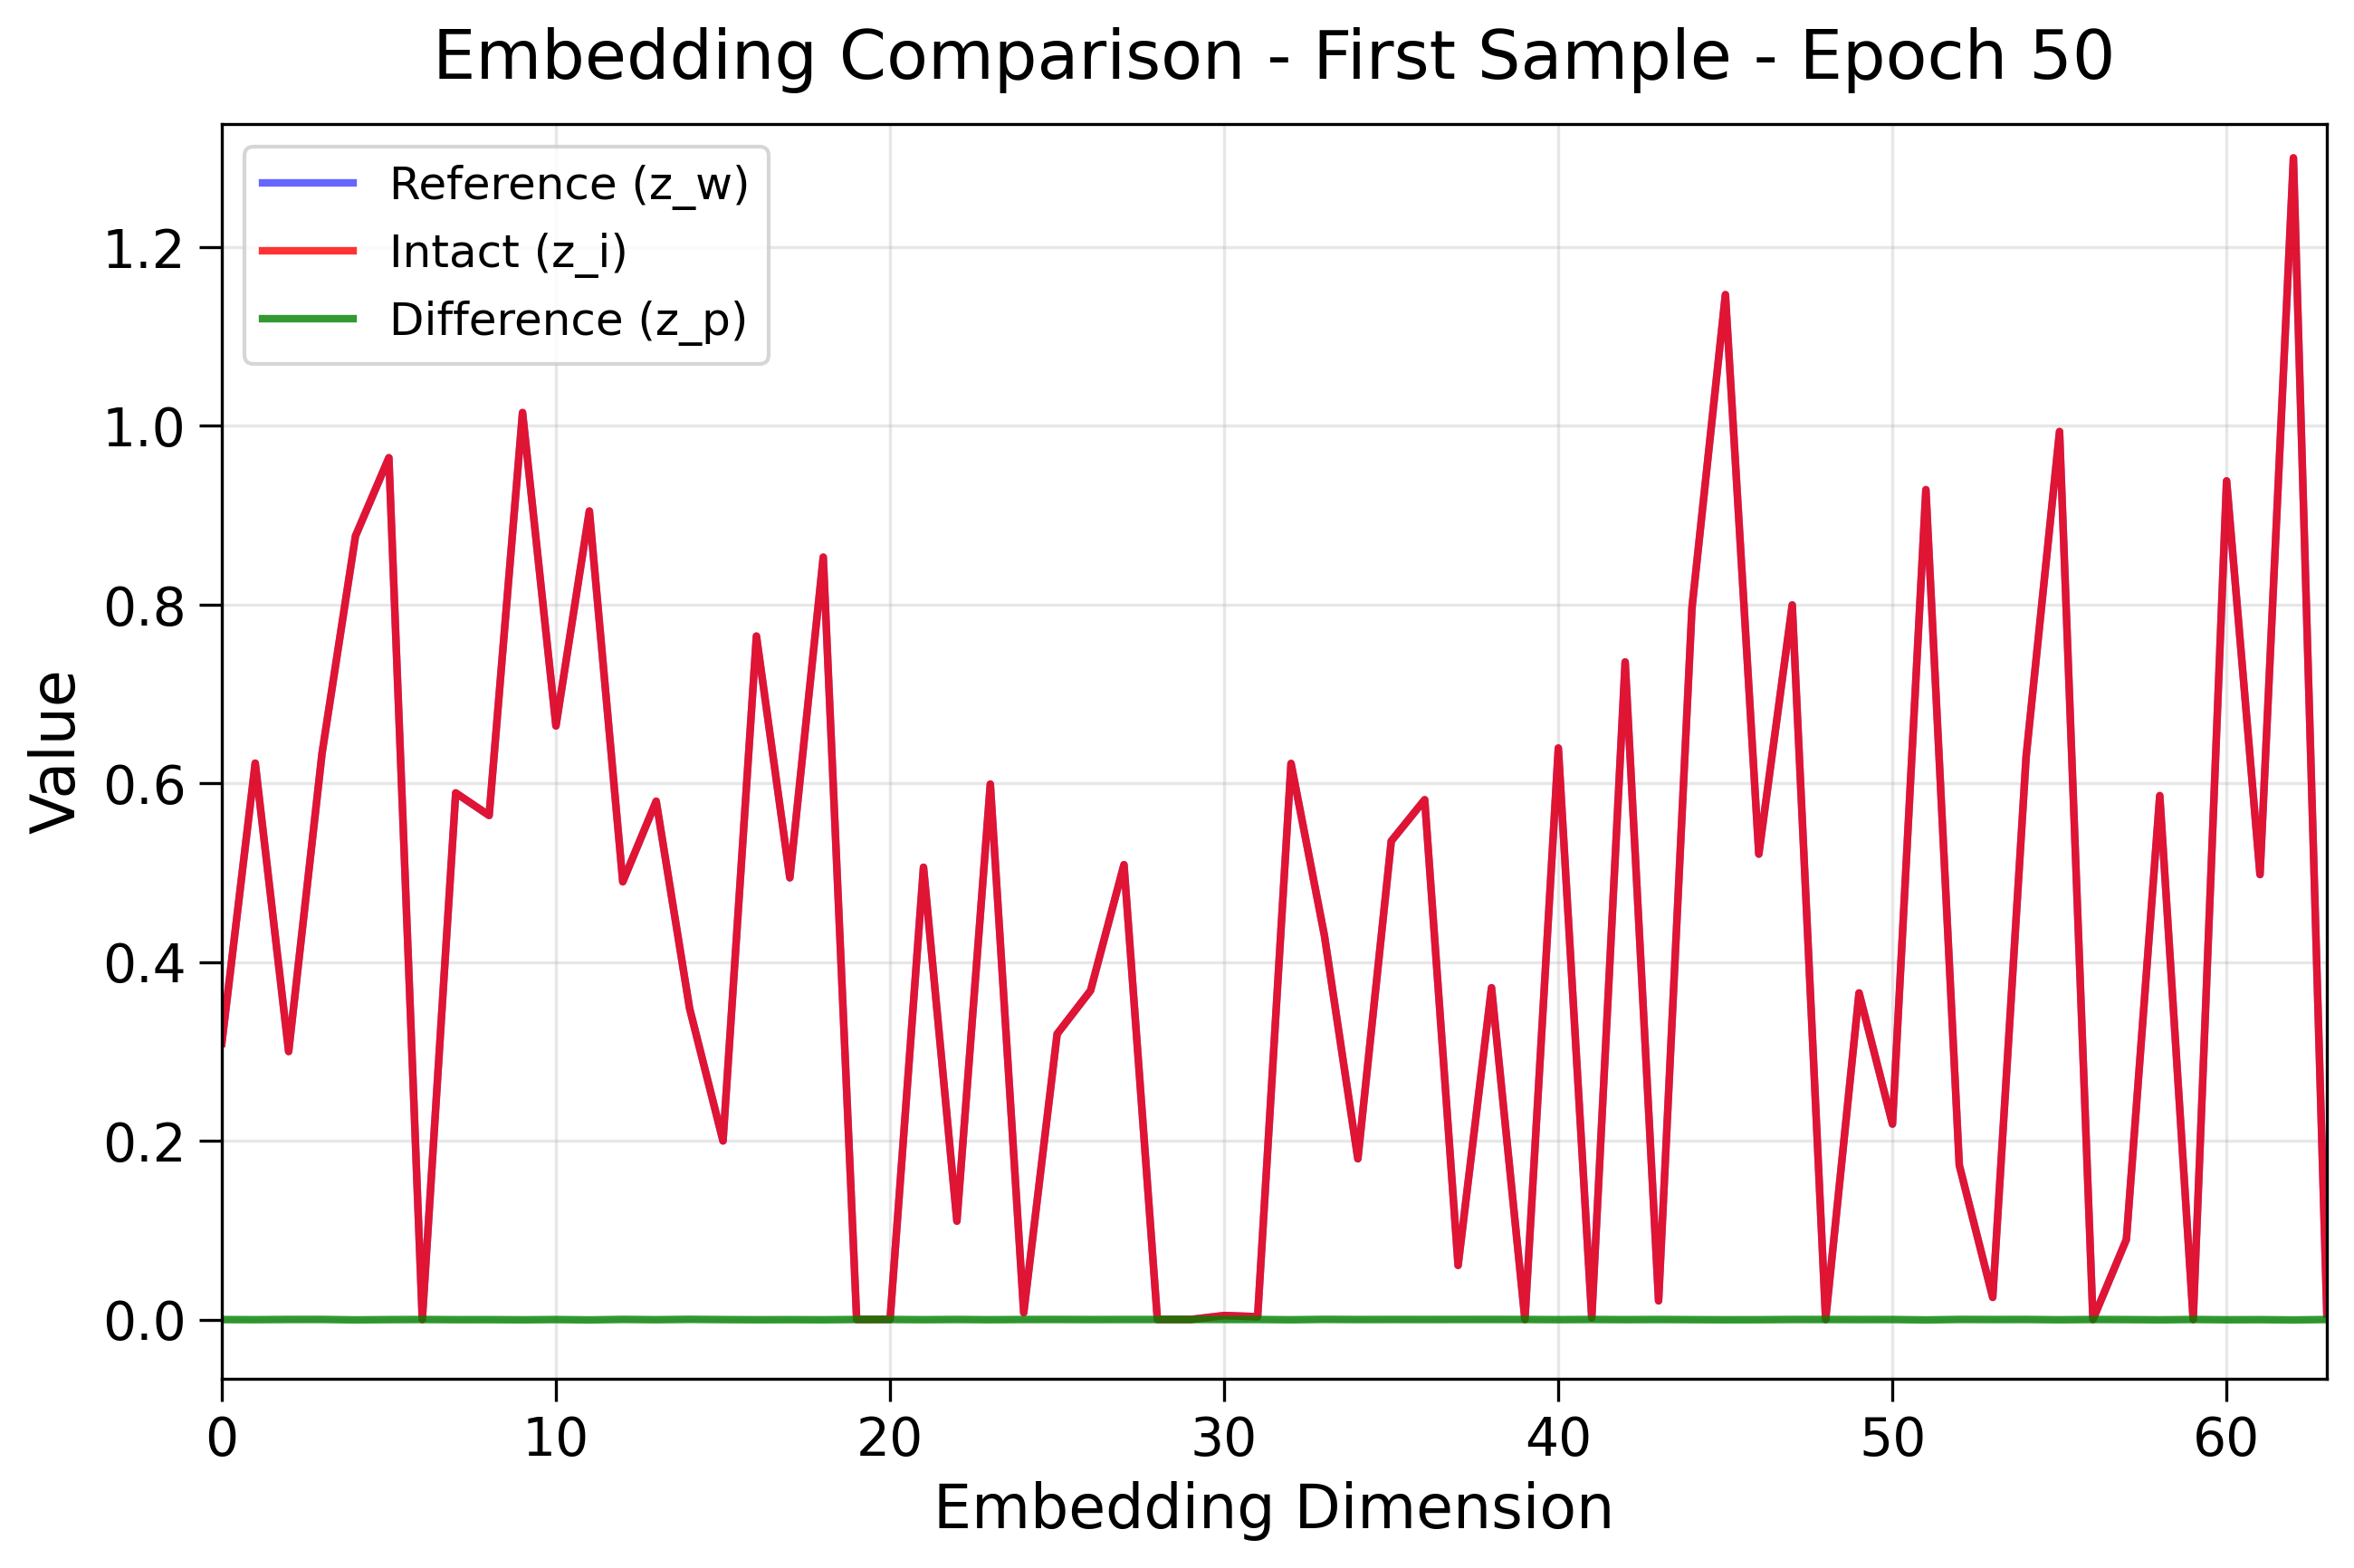 Embedding Comparison - First Sample - Epoch 50
Reference (z_w)
Intact (z_i)
Difference (z_p)
Value
1.2
1.0
0.8
0.6
0.4
0.2
0.0
0 10 20 30 40 50 60
Embedding Dimension